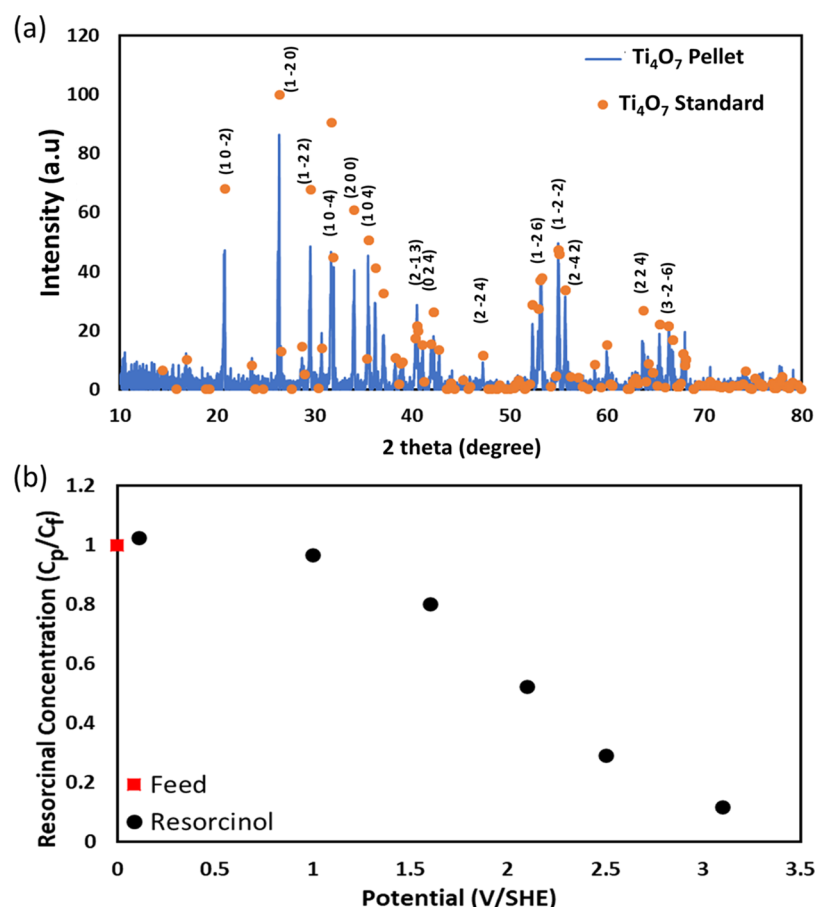 (a)
120
100
80
60
40
20
0
Intensity (a.u)
Ti₄O₇ Pellet
Ti₄O₇ Standard
(1 0 -2)
(1 -2 0)
(1 -2 2)
(1 0 -4)
(2 0 0)
(1 0 4)
(2 -1 3)
(0 2 4)
(2 -2 4)
(1 -2 6)
(1 -2 -2)
(2 -4 2)
(2 2 4)
(3 -2 -6)
10 20 30 40 50 60 70 80
2 theta (degree)
(b)
1.2
1
0.8
0.6
0.4
0.2
0
Resorcinal Concentration (Cp/Cf)
Feed
Resorcinol
0 0.5 1 1.5 2 2.5 3 3.5
Potential (V/SHE)